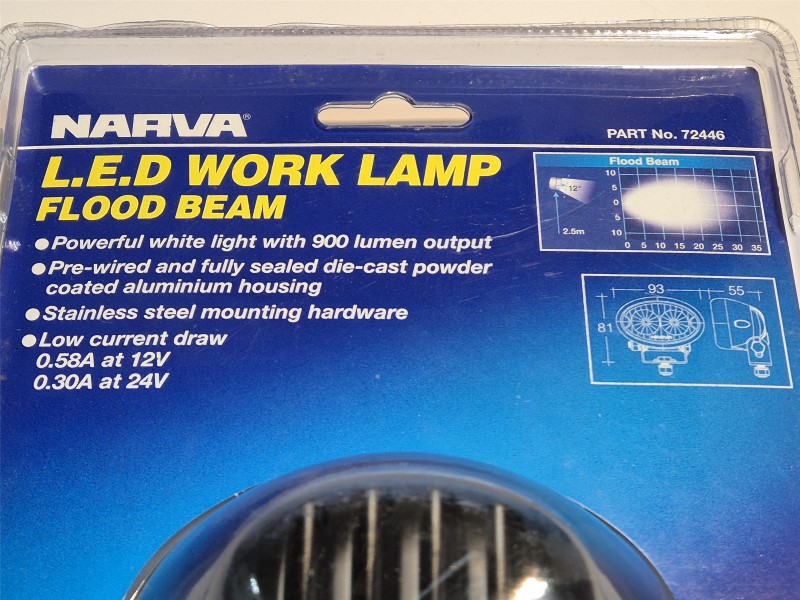 NARVA®
PART No. 72446
L.E.D WORK LAMP
FLOOD BEAM
● Powerful white light with 900 lumen output
● Pre-wired and fully sealed die-cast powder
coated aluminium housing
● Stainless steel mounting hardware
● Low current draw
0.58A at 12V
0.30A at 24V
Flood Beam
10
5
0
5
10
12°
2.5m
0 5 10 15 20 25 30 35
93
55
81